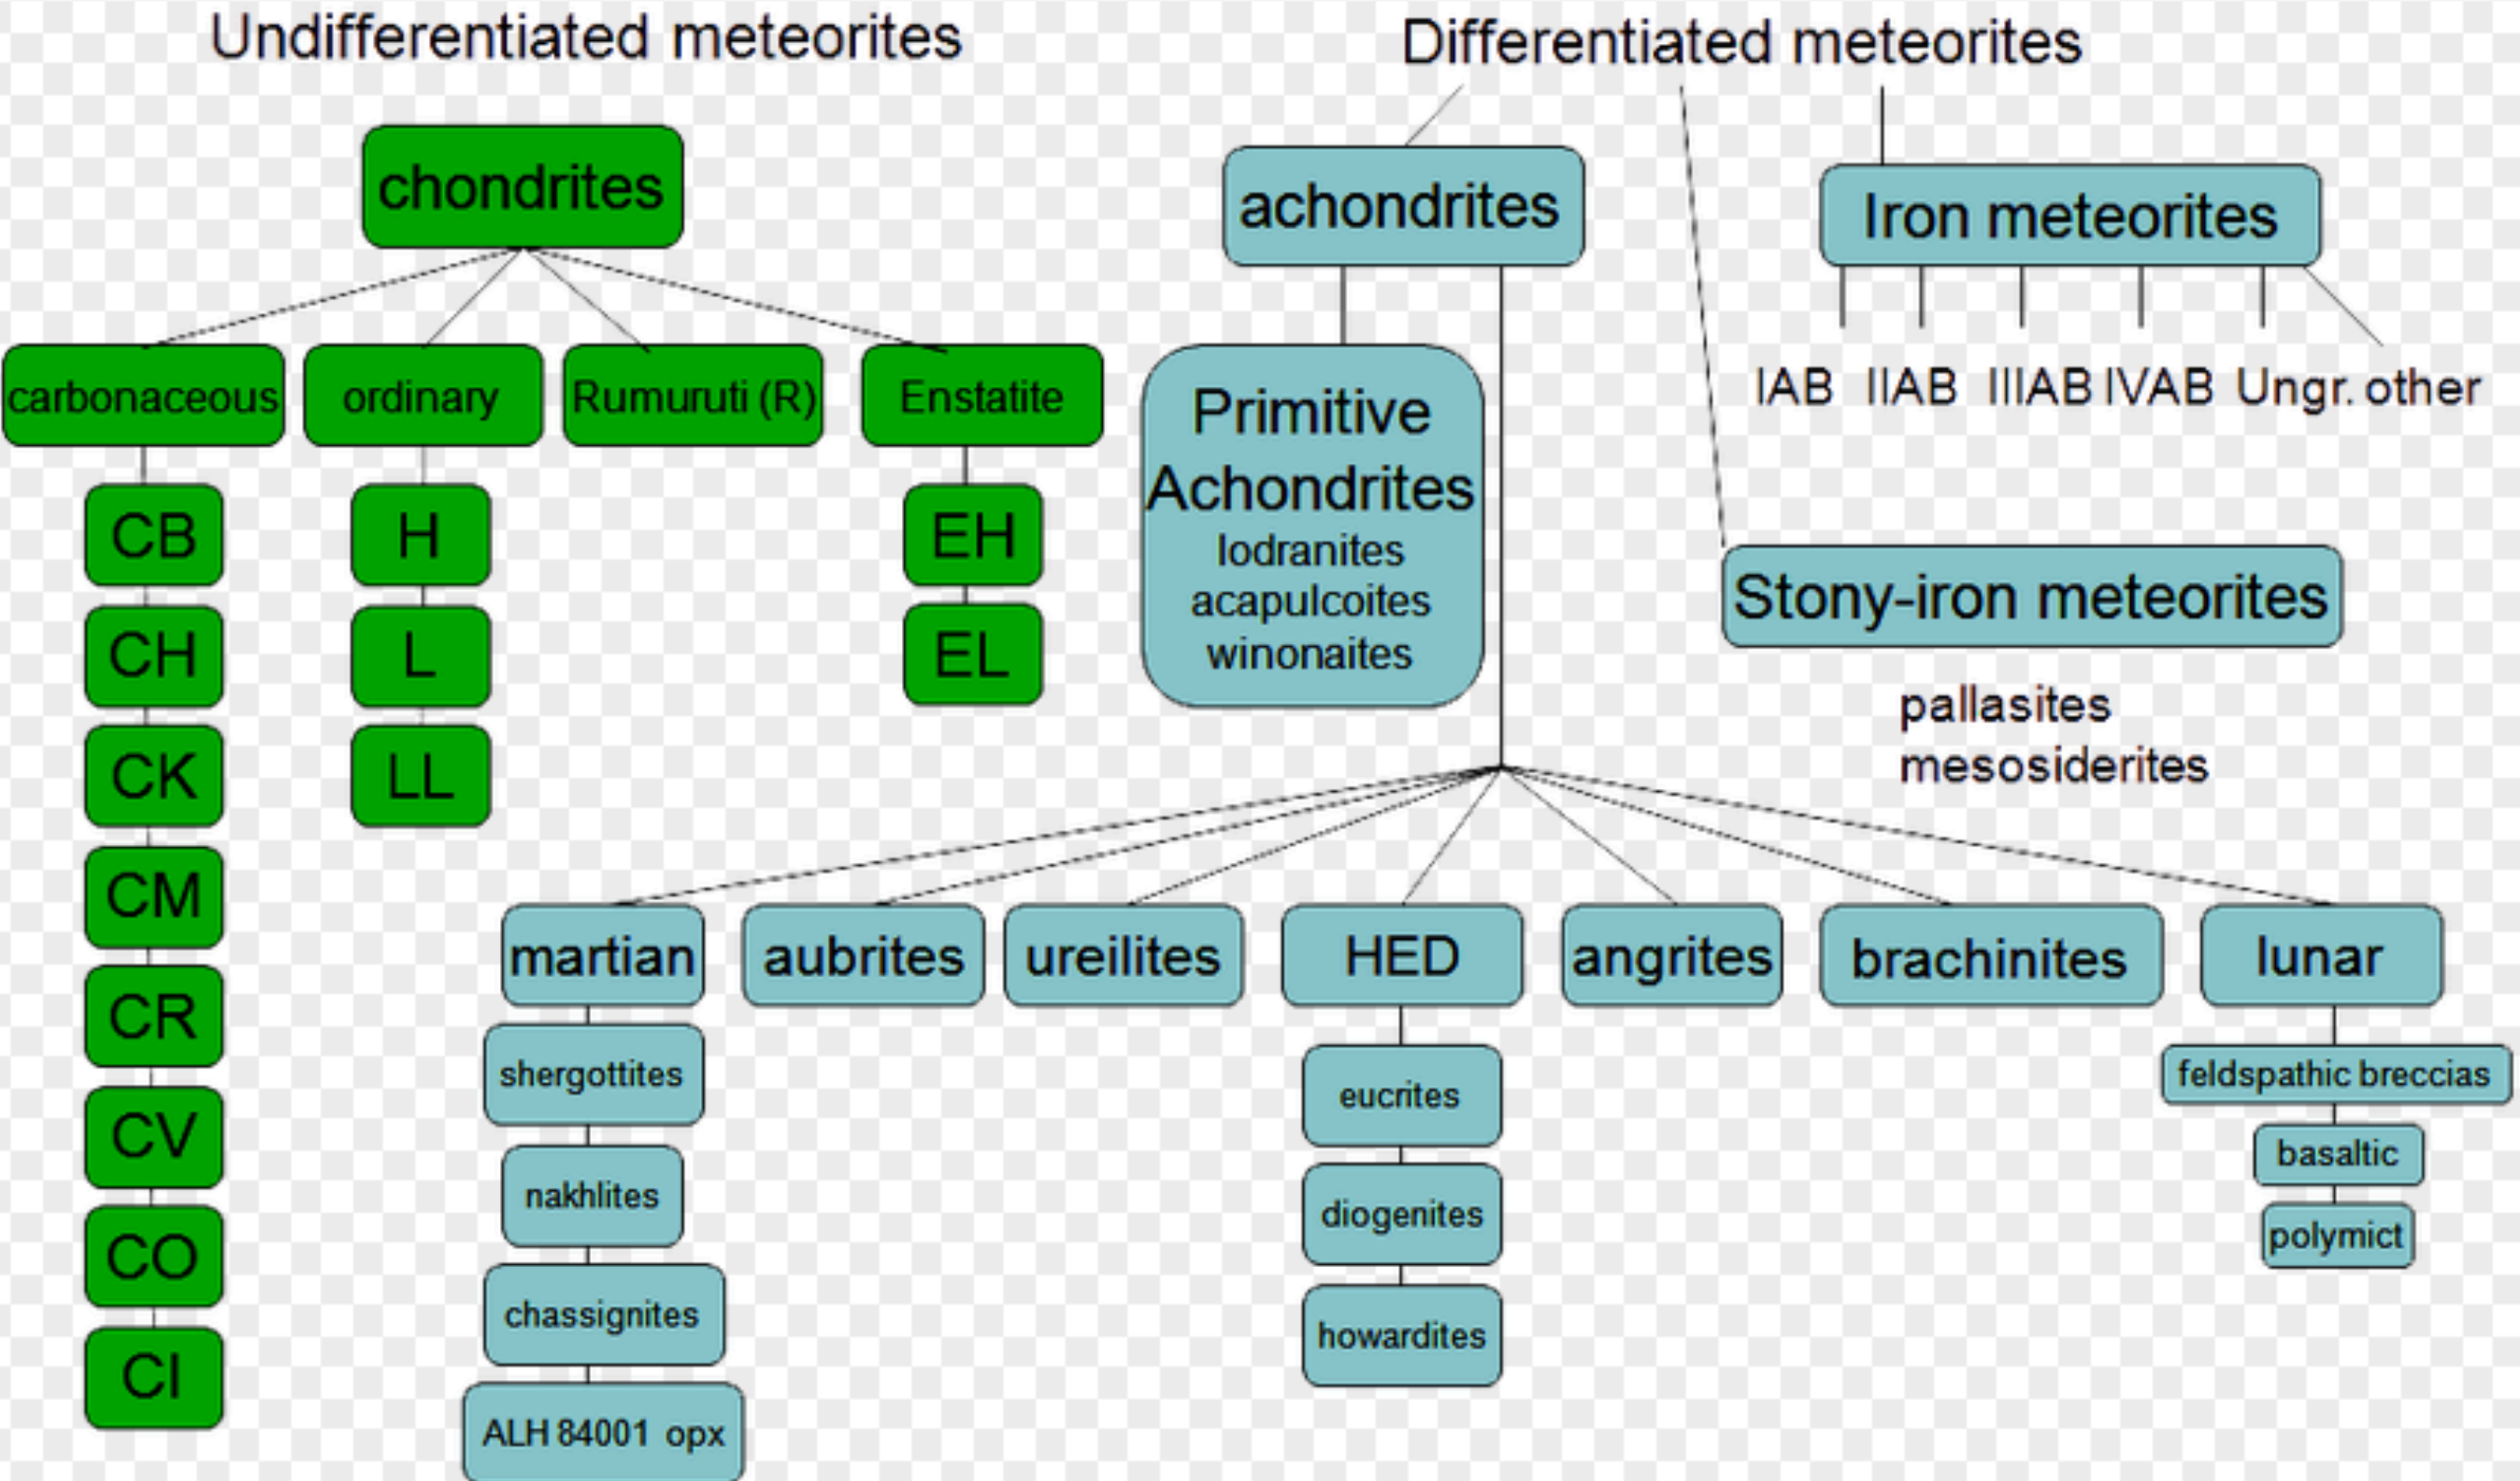 Undifferentiated meteorites
chondrites
carbonaceous
ordinary
Rumuruti (R)
Enstatite
CB
CH
CK
CM
CR
CV
CO
CI
H
L
LL
EH
EL
Differentiated meteorites
achondrites
Primitive
Achondrites
lodranites
acapulcoites
winonaites
Iron meteorites
IAB IIAB IIIAB IVAB Ungr. other
Stony-iron meteorites
pallasites
mesosiderites
martian
shergottites
nakhlites
chassignites
ALH 84001 opx
aubrites
ureilites
HED
eucrites
diogenites
howardites
angrites
brachinites
lunar
feldspathic breccias
basaltic
polymict